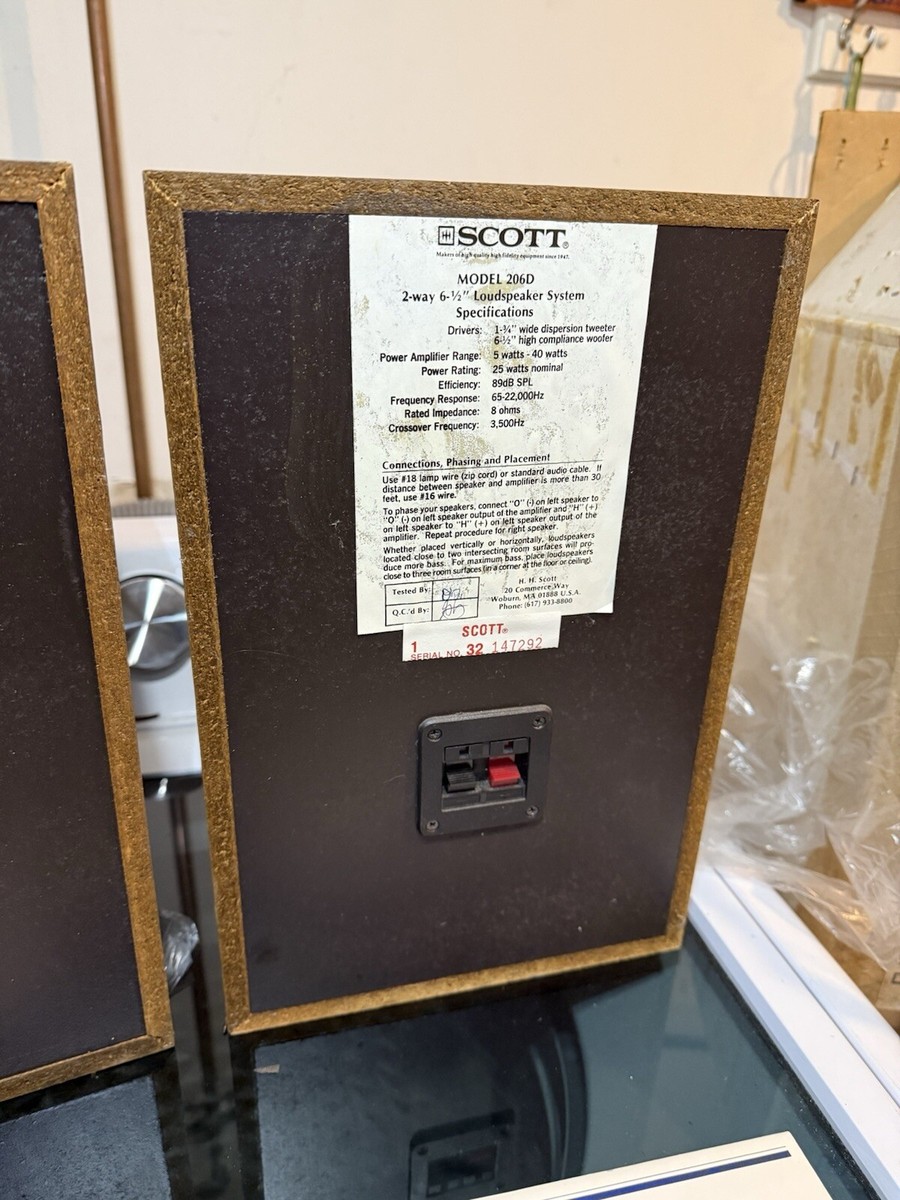 SCOTT®
Makers of high quality high fidelity equipment since 1947.
MODEL 206D
2-way 6-½" Loudspeaker System
Specifications
Drivers: 1-¾" wide dispersion tweeter
6-½" high compliance woofer
Power Amplifier Range: 5 watts - 40 watts
Power Rating: 25 watts nominal
Efficiency: 89dB SPL
Frequency Response: 65-22,000Hz
Rated Impedance: 8 ohms
Crossover Frequency: 3,500Hz
Connections, Phasing and Placement
Use #18 lamp wire (zip cord) or standard audio cable. If
distance between speaker and amplifier is more than 30
feet, use #16 wire.
To phase your speakers, connect "O" (-) on left speaker to
"O" (-) on left speaker output of the amplifier and "H" (+)
on left speaker to "H" (+) on left speaker output of the
amplifier. Repeat procedure for right speaker.
Whether placed vertically or horizontally, loudspeakers
located close to two intersecting room surfaces will pro-
duce more bass. For maximum bass, place loudspeakers
close to three room surfaces (in a corner at the floor or ceiling).
Tested By:
Q.C.'d By:
H. H. Scott
20 Commerce Way
Woburn, MA 01888 U.S.A.
Phone: (617) 933-8800
SCOTT®
1
SERIAL NO. 32 147292